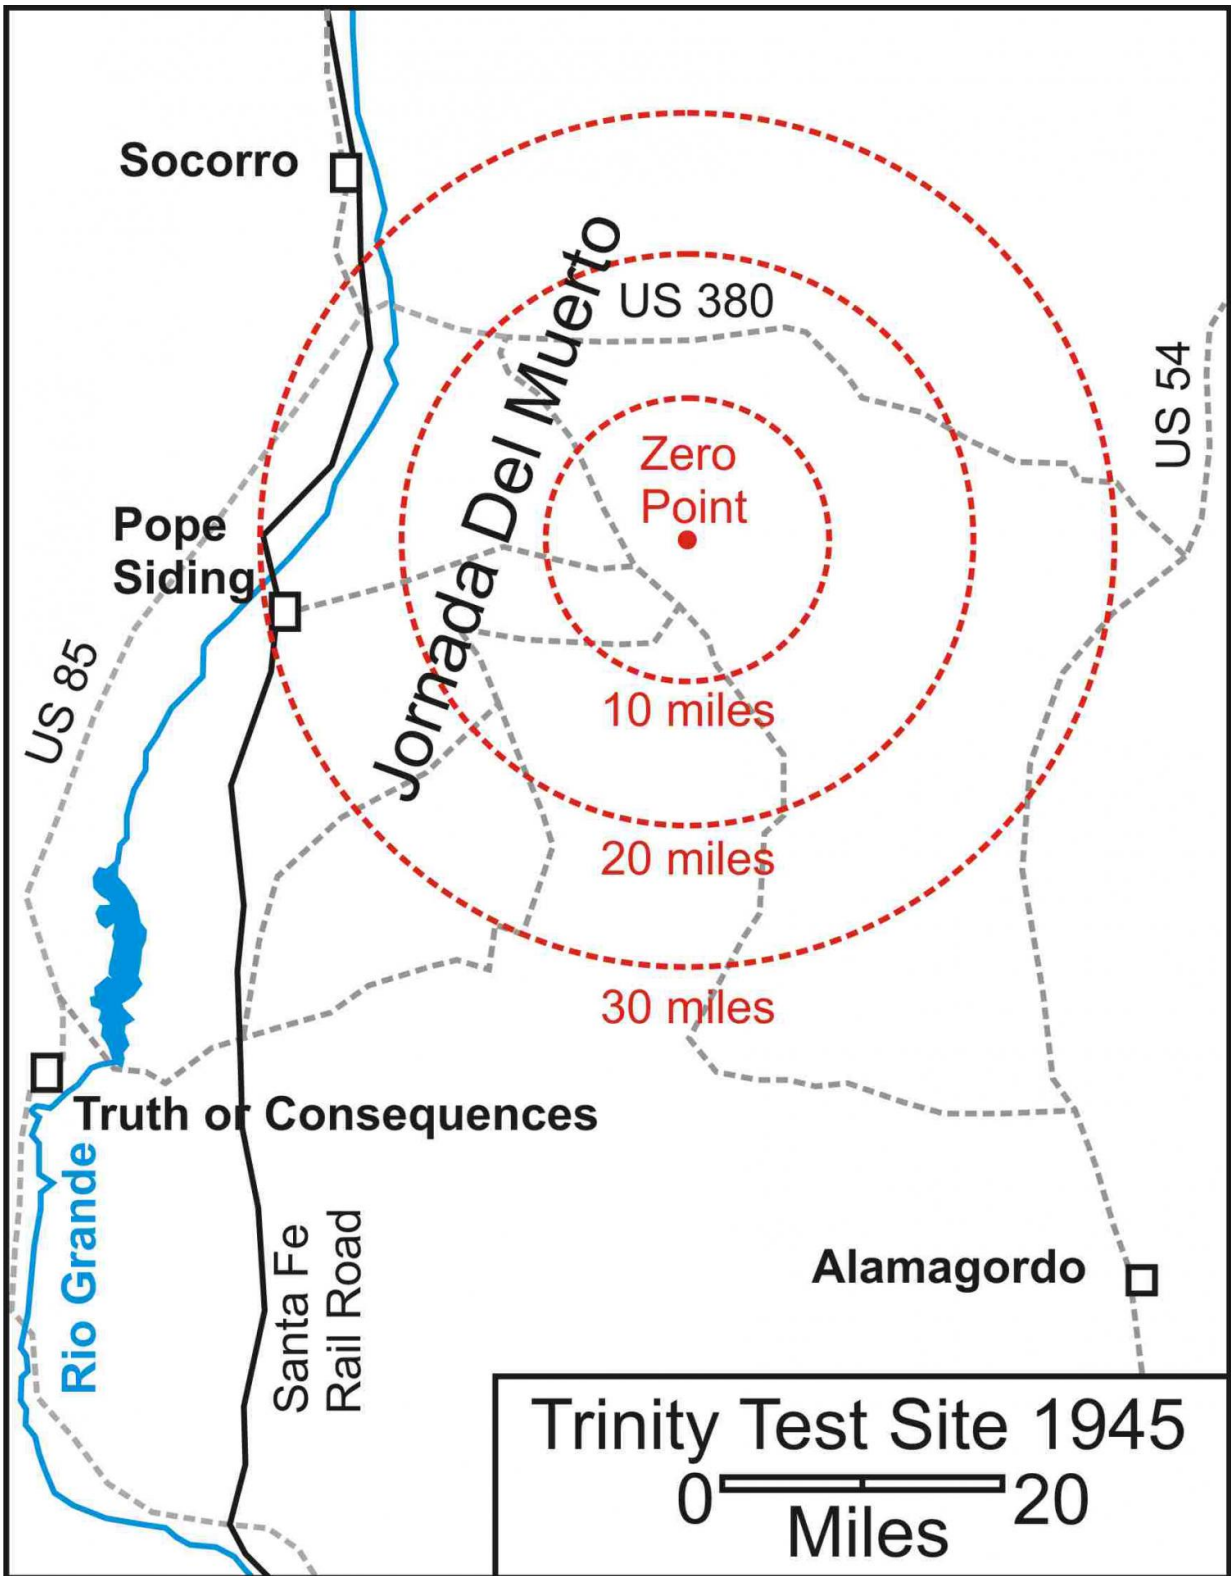 Socorro
Jornada Del Muerto
US 380
US 54
Zero
Point
Pope
Siding
US 85
10 miles
20 miles
30 miles
Truth or Consequences
Rio Grande
Santa Fe
Rail Road
Alamagordo
Trinity Test Site 1945
0 20
Miles